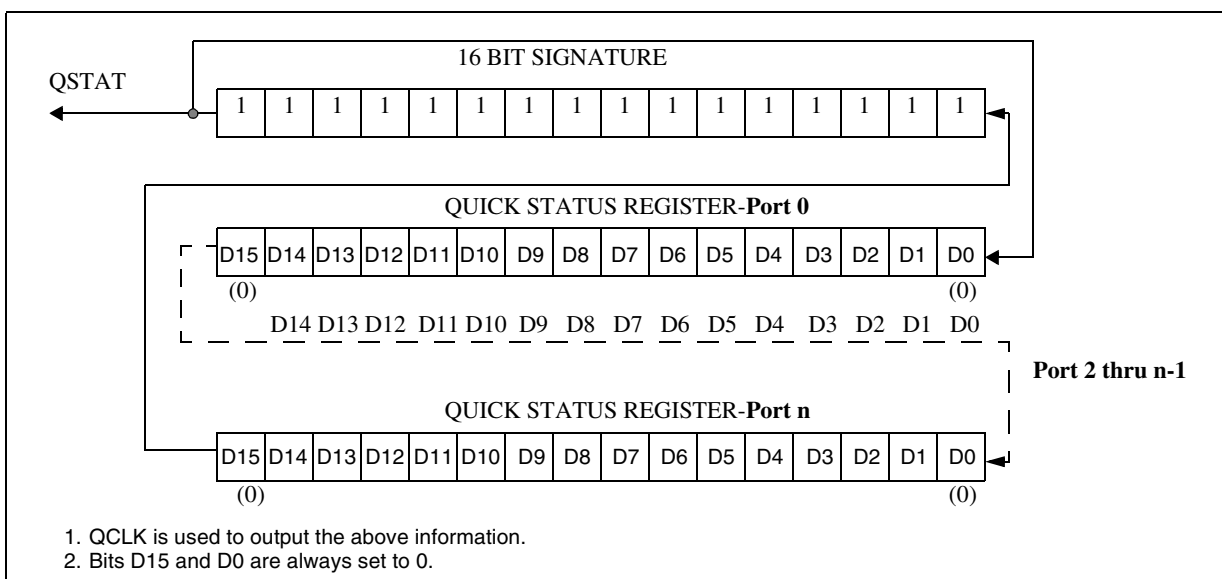 16 BIT SIGNATURE
QSTAT
1 1 1 1 1 1 1 1 1 1 1 1 1 1 1 1
QUICK STATUS REGISTER-Port 0
D15 D14 D13 D12 D11 D10 D9 D8 D7 D6 D5 D4 D3 D2 D1 D0
(0) (0)
D14 D13 D12 D11 D10 D9 D8 D7 D6 D5 D4 D3 D2 D1 D0
Port 2 thru n-1
QUICK STATUS REGISTER-Port n
D15 D14 D13 D12 D11 D10 D9 D8 D7 D6 D5 D4 D3 D2 D1 D0
(0) (0)
1. QCLK is used to output the above information.
2. Bits D15 and D0 are always set to 0.